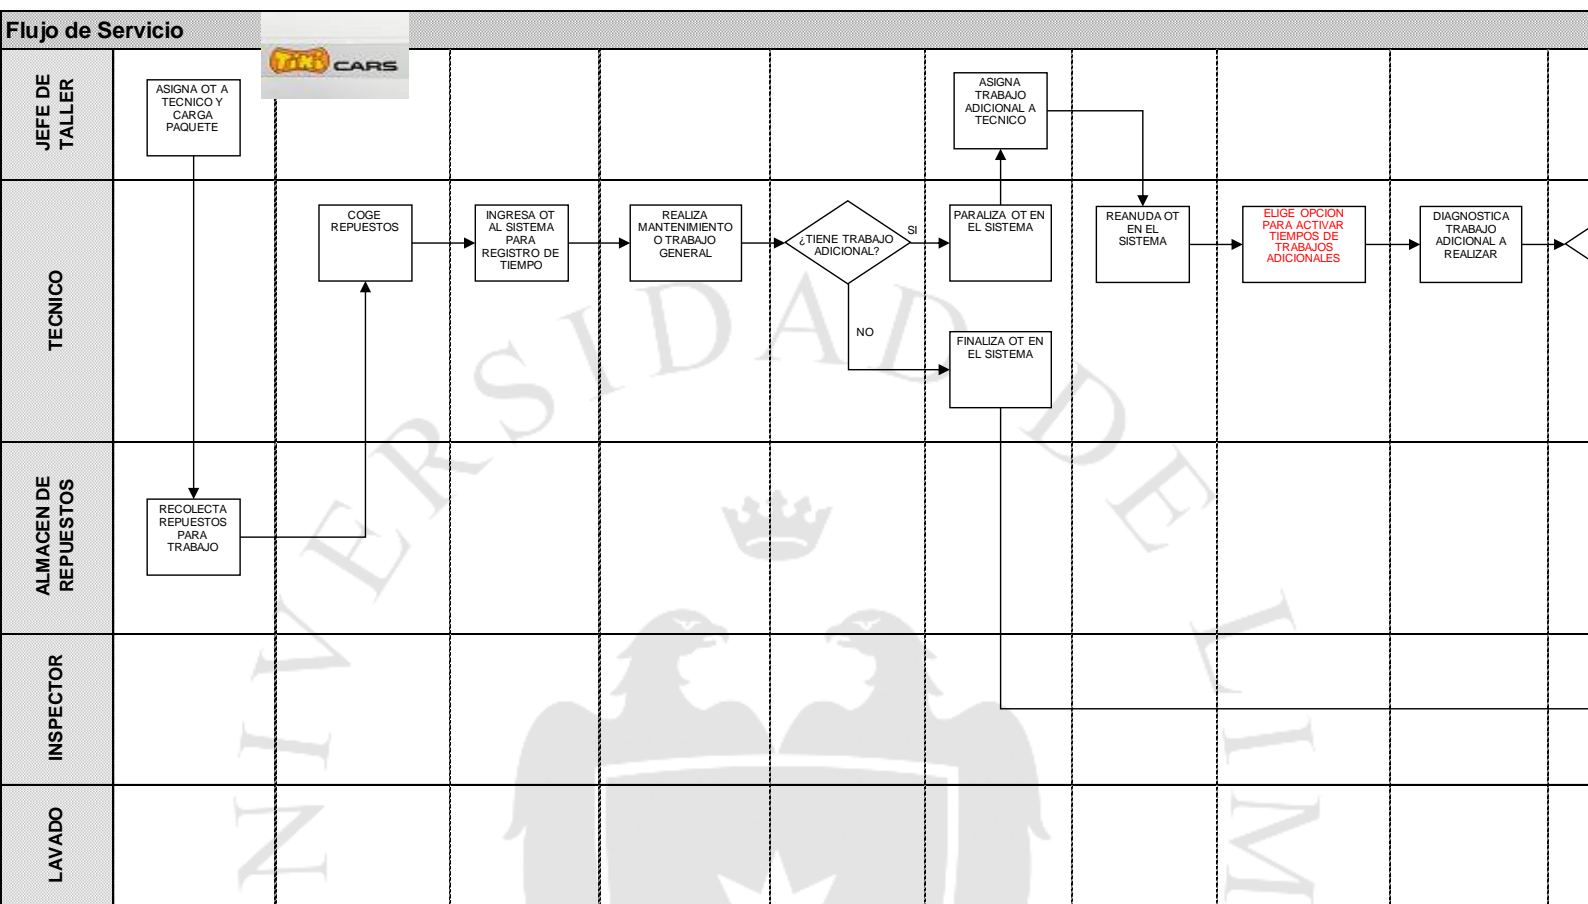 Flujo de Servicio
TiKi CARS
JEFE DE
TALLER
ASIGNA OT A
TECNICO Y
CARGA
PAQUETE
ASIGNA
TRABAJO
ADICIONAL A
TECNICO
TECNICO
COGE
REPUESTOS
INGRESA OT
AL SISTEMA
PARA
REGISTRO DE
TIEMPO
REALIZA
MANTENIMIENTO
O TRABAJO
GENERAL
¿TIENE TRABAJO
ADICIONAL?
SI
NO
PARALIZA OT EN
EL SISTEMA
FINALIZA OT EN
EL SISTEMA
REANUDA OT
EN EL
SISTEMA
ELIGE OPCION
PARA ACTIVAR
TIEMPOS DE
TRABAJOS
ADICIONALES
DIAGNOSTICA
TRABAJO
ADICIONAL A
REALIZAR
ALMACEN DE
REPUESTOS
RECOLECTA
REPUESTOS
PARA
TRABAJO
INSPECTOR
LAVADO
NIVERSIDAD DE LIM